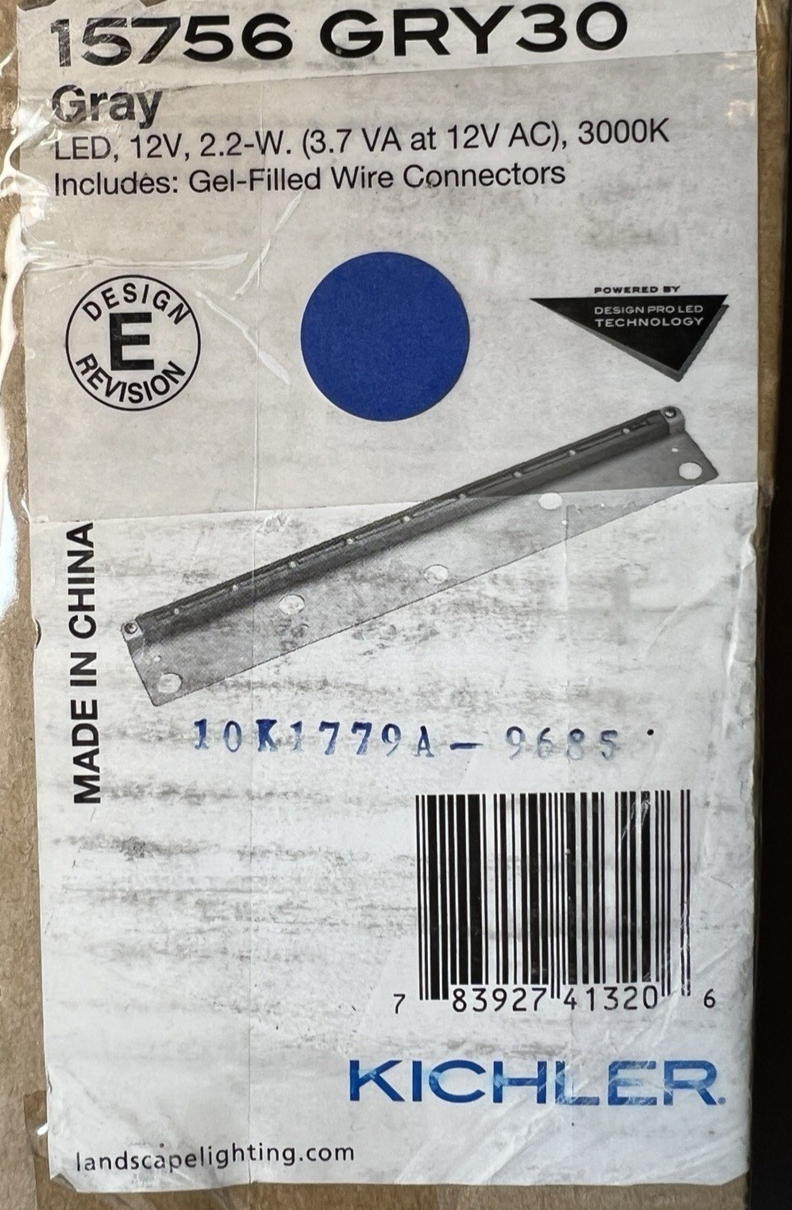 15756 GRY30
Gray
LED, 12V, 2.2-W. (3.7 VA at 12V AC), 3000K
Includes: Gel-Filled Wire Connectors
DESIGN
E
REVISION
POWERED BY
DESIGN PRO LED
TECHNOLOGY
MADE IN CHINA
10K1779A - 9685
7 83927 41320 6
KICHLER.
landscapelighting.com